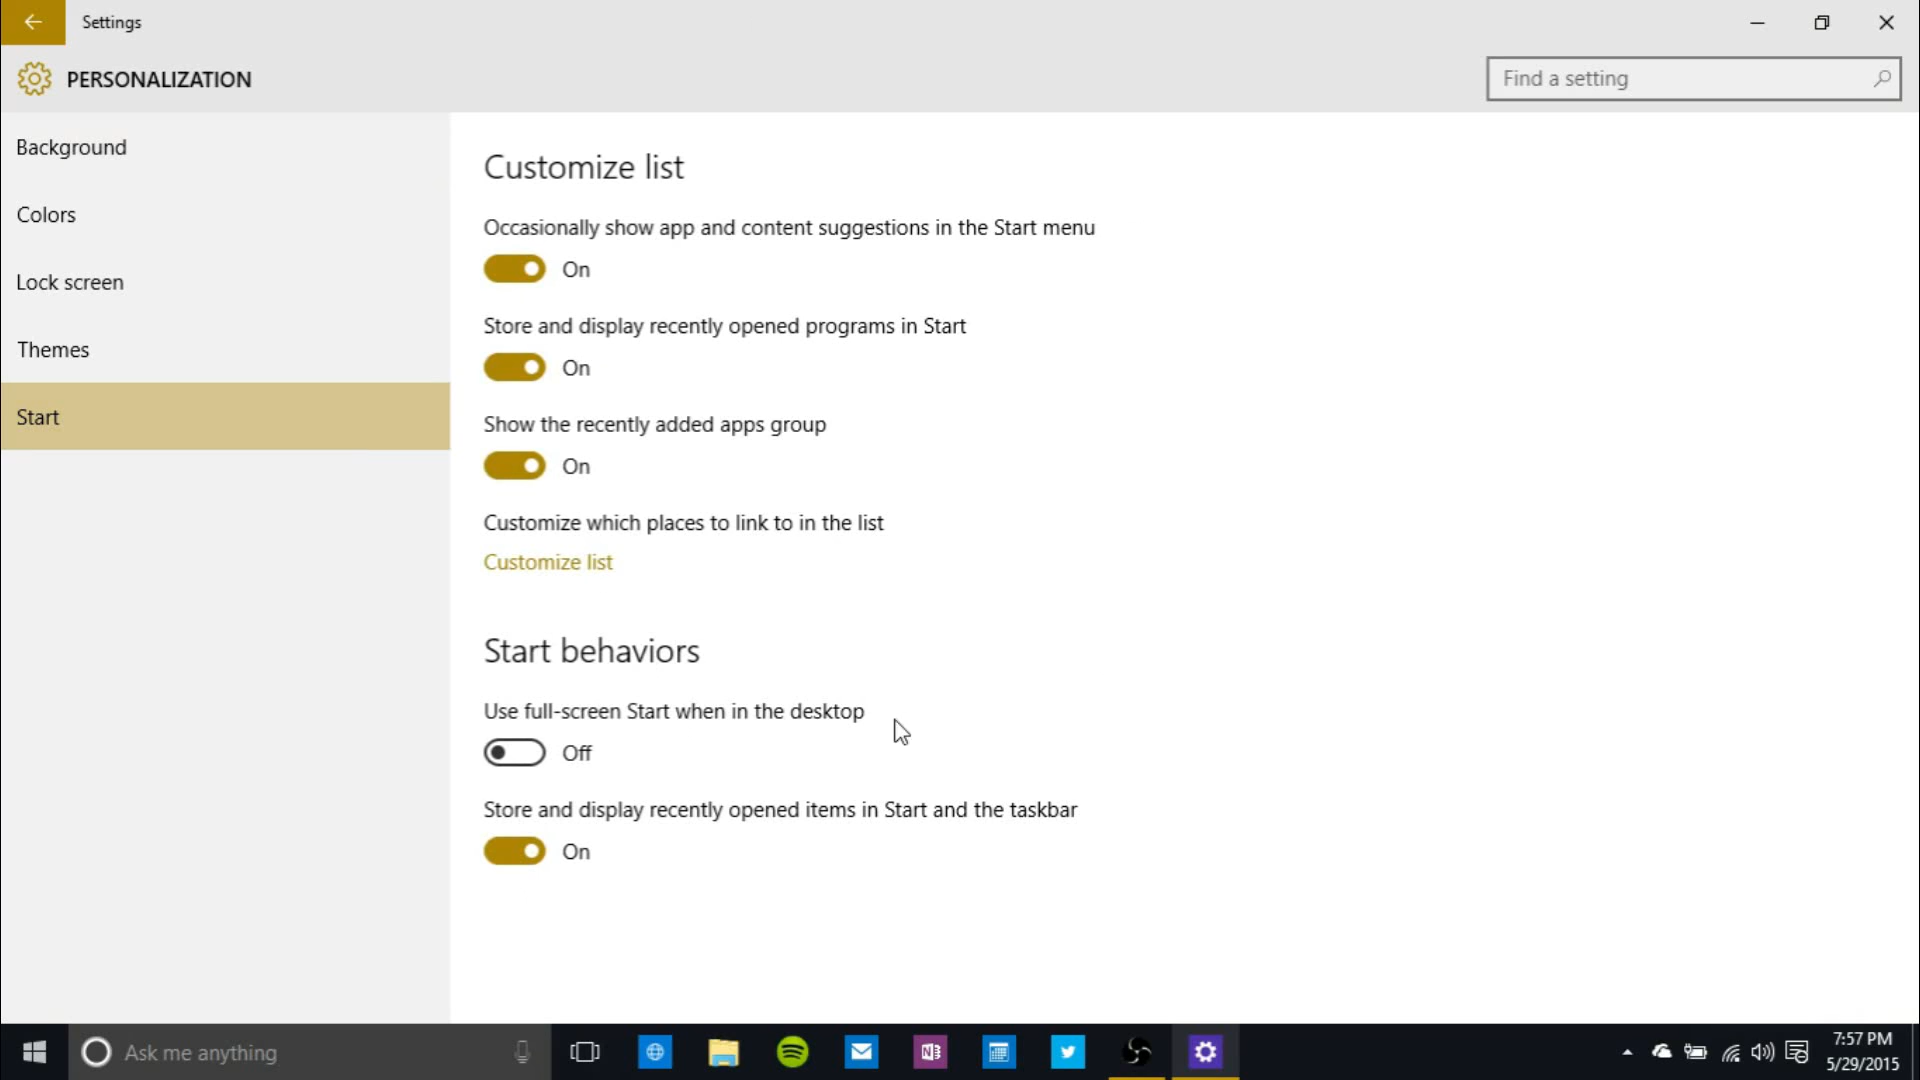 Settings
PERSONALIZATION
Find a setting
Background
Colors
Lock screen
Themes
Start
Customize list
Occasionally show app and content suggestions in the Start menu
On
Store and display recently opened programs in Start
On
Show the recently added apps group
On
Customize which places to link to in the list
Customize list
Start behaviors
Use full-screen Start when in the desktop
Off
Store and display recently opened items in Start and the taskbar
On
Ask me anything
N
7:57 PM
5/29/2015